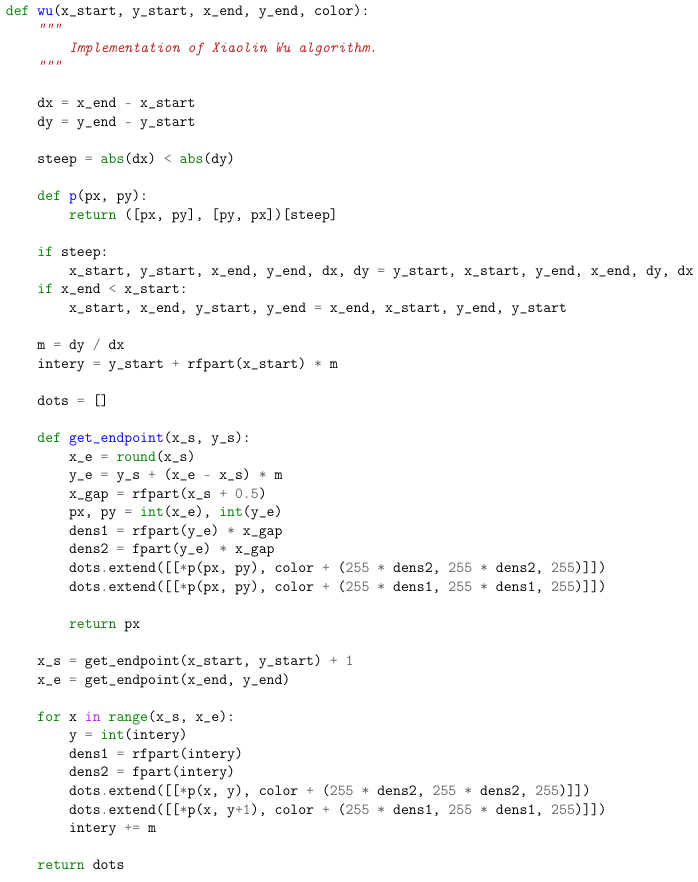 def wu(x_start, y_start, x_end, y_end, color):
    """
        Implementation of Xiaolin Wu algorithm.
    """

    dx = x_end - x_start
    dy = y_end - y_start

    steep = abs(dx) < abs(dy)

    def p(px, py):
        return ([px, py], [py, px])[steep]

    if steep:
        x_start, y_start, x_end, y_end, dx, dy = y_start, x_start, y_end, x_end, dy, dx
    if x_end < x_start:
        x_start, x_end, y_start, y_end = x_end, x_start, y_end, y_start

    m = dy / dx
    intery = y_start + rfpart(x_start) * m

    dots = []

    def get_endpoint(x_s, y_s):
        x_e = round(x_s)
        y_e = y_s + (x_e - x_s) * m
        x_gap = rfpart(x_s + 0.5)
        px, py = int(x_e), int(y_e)
        dens1 = rfpart(y_e) * x_gap
        dens2 = fpart(y_e) * x_gap
        dots.extend([[*p(px, py), color + (255 * dens2, 255 * dens2, 255)]])
        dots.extend([[*p(px, py), color + (255 * dens1, 255 * dens1, 255)]])

        return px

    x_s = get_endpoint(x_start, y_start) + 1
    x_e = get_endpoint(x_end, y_end)

    for x in range(x_s, x_e):
        y = int(intery)
        dens1 = rfpart(intery)
        dens2 = fpart(intery)
        dots.extend([[*p(x, y), color + (255 * dens2, 255 * dens2, 255)]])
        dots.extend([[*p(x, y+1), color + (255 * dens1, 255 * dens1, 255)]])
        intery += m

    return dots